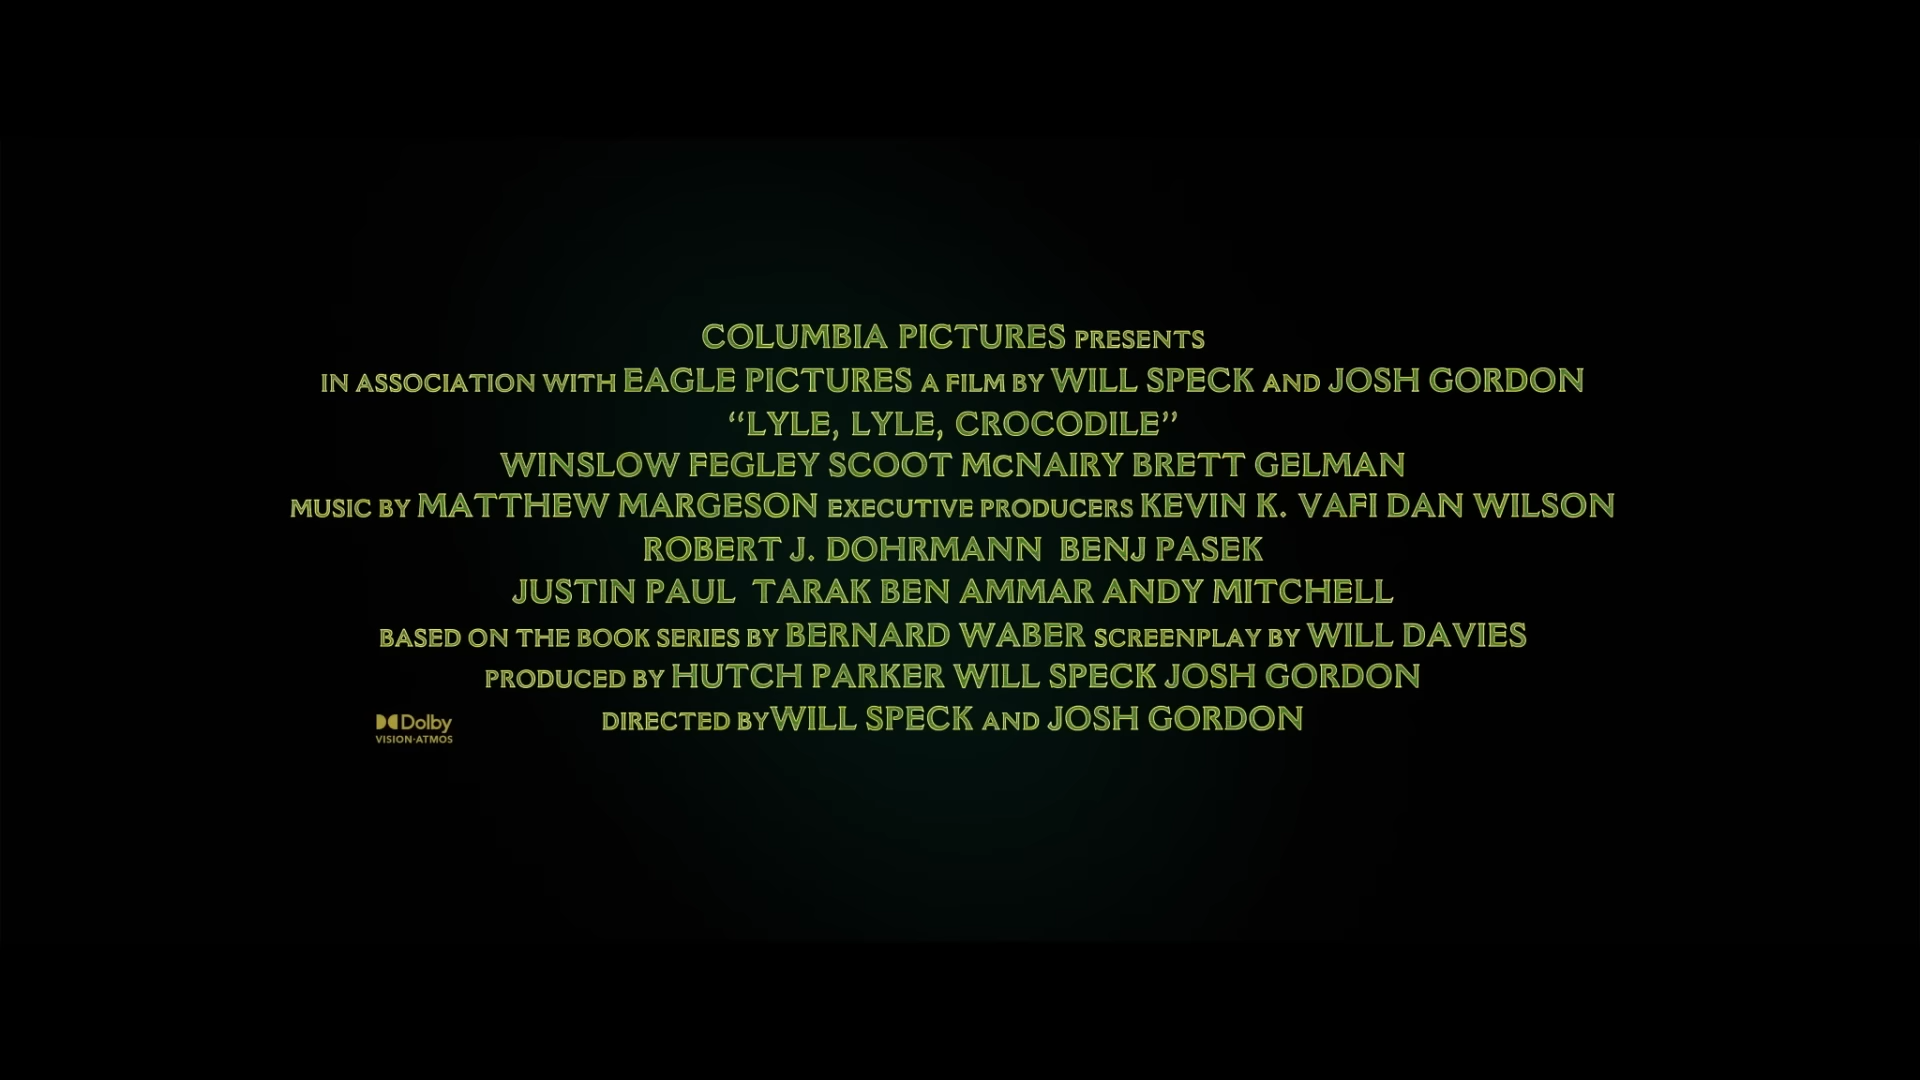 COLUMBIA PICTURES PRESENTS
IN ASSOCIATION WITH EAGLE PICTURES A FILM BY WILL SPECK AND JOSH GORDON
“LYLE, LYLE, CROCODILE”
WINSLOW FEGLEY SCOOT McNAIRY BRETT GELMAN
MUSIC BY MATTHEW MARGESON EXECUTIVE PRODUCERS KEVIN K. VAFI DAN WILSON
ROBERT J. DOHRMANN BENJ PASEK
JUSTIN PAUL TARAK BEN AMMAR ANDY MITCHELL
BASED ON THE BOOK SERIES BY BERNARD WABER SCREENPLAY BY WILL DAVIES
PRODUCED BY HUTCH PARKER WILL SPECK JOSH GORDON
DIRECTED BY WILL SPECK AND JOSH GORDON
Dolby
VISION·ATMOS